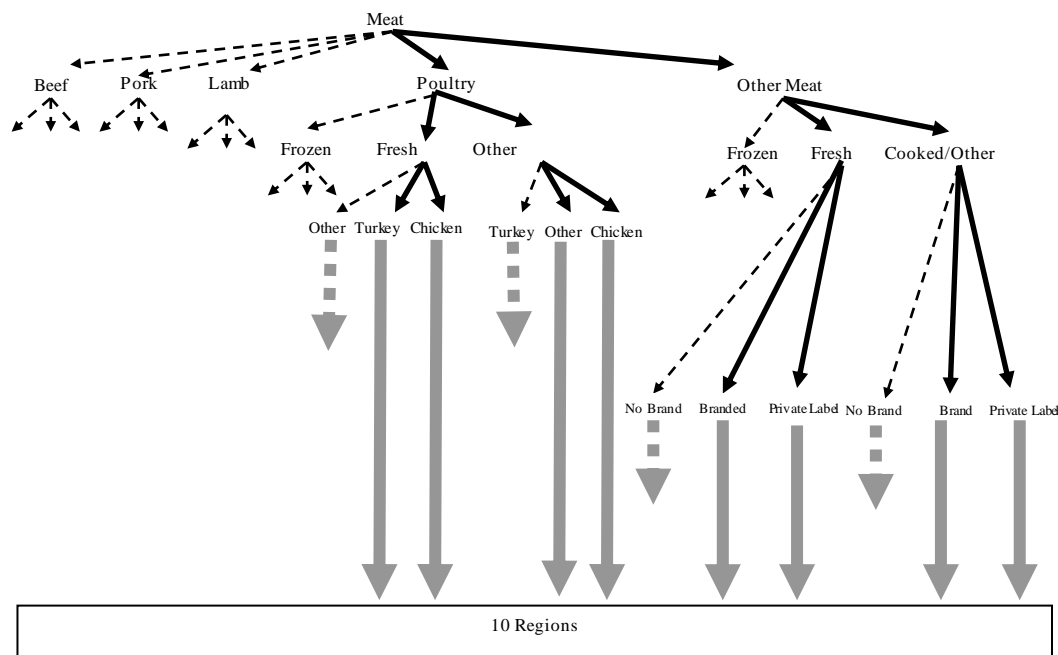 Meat
Beef
Pork
Lamb
Poultry
Other Meat
Frozen
Fresh
Other
Frozen
Fresh
Cooked/Other
Other
Turkey
Chicken
Turkey
Other
Chicken
No Brand
Branded
Private Label
No Brand
Brand
Private Label
10 Regions